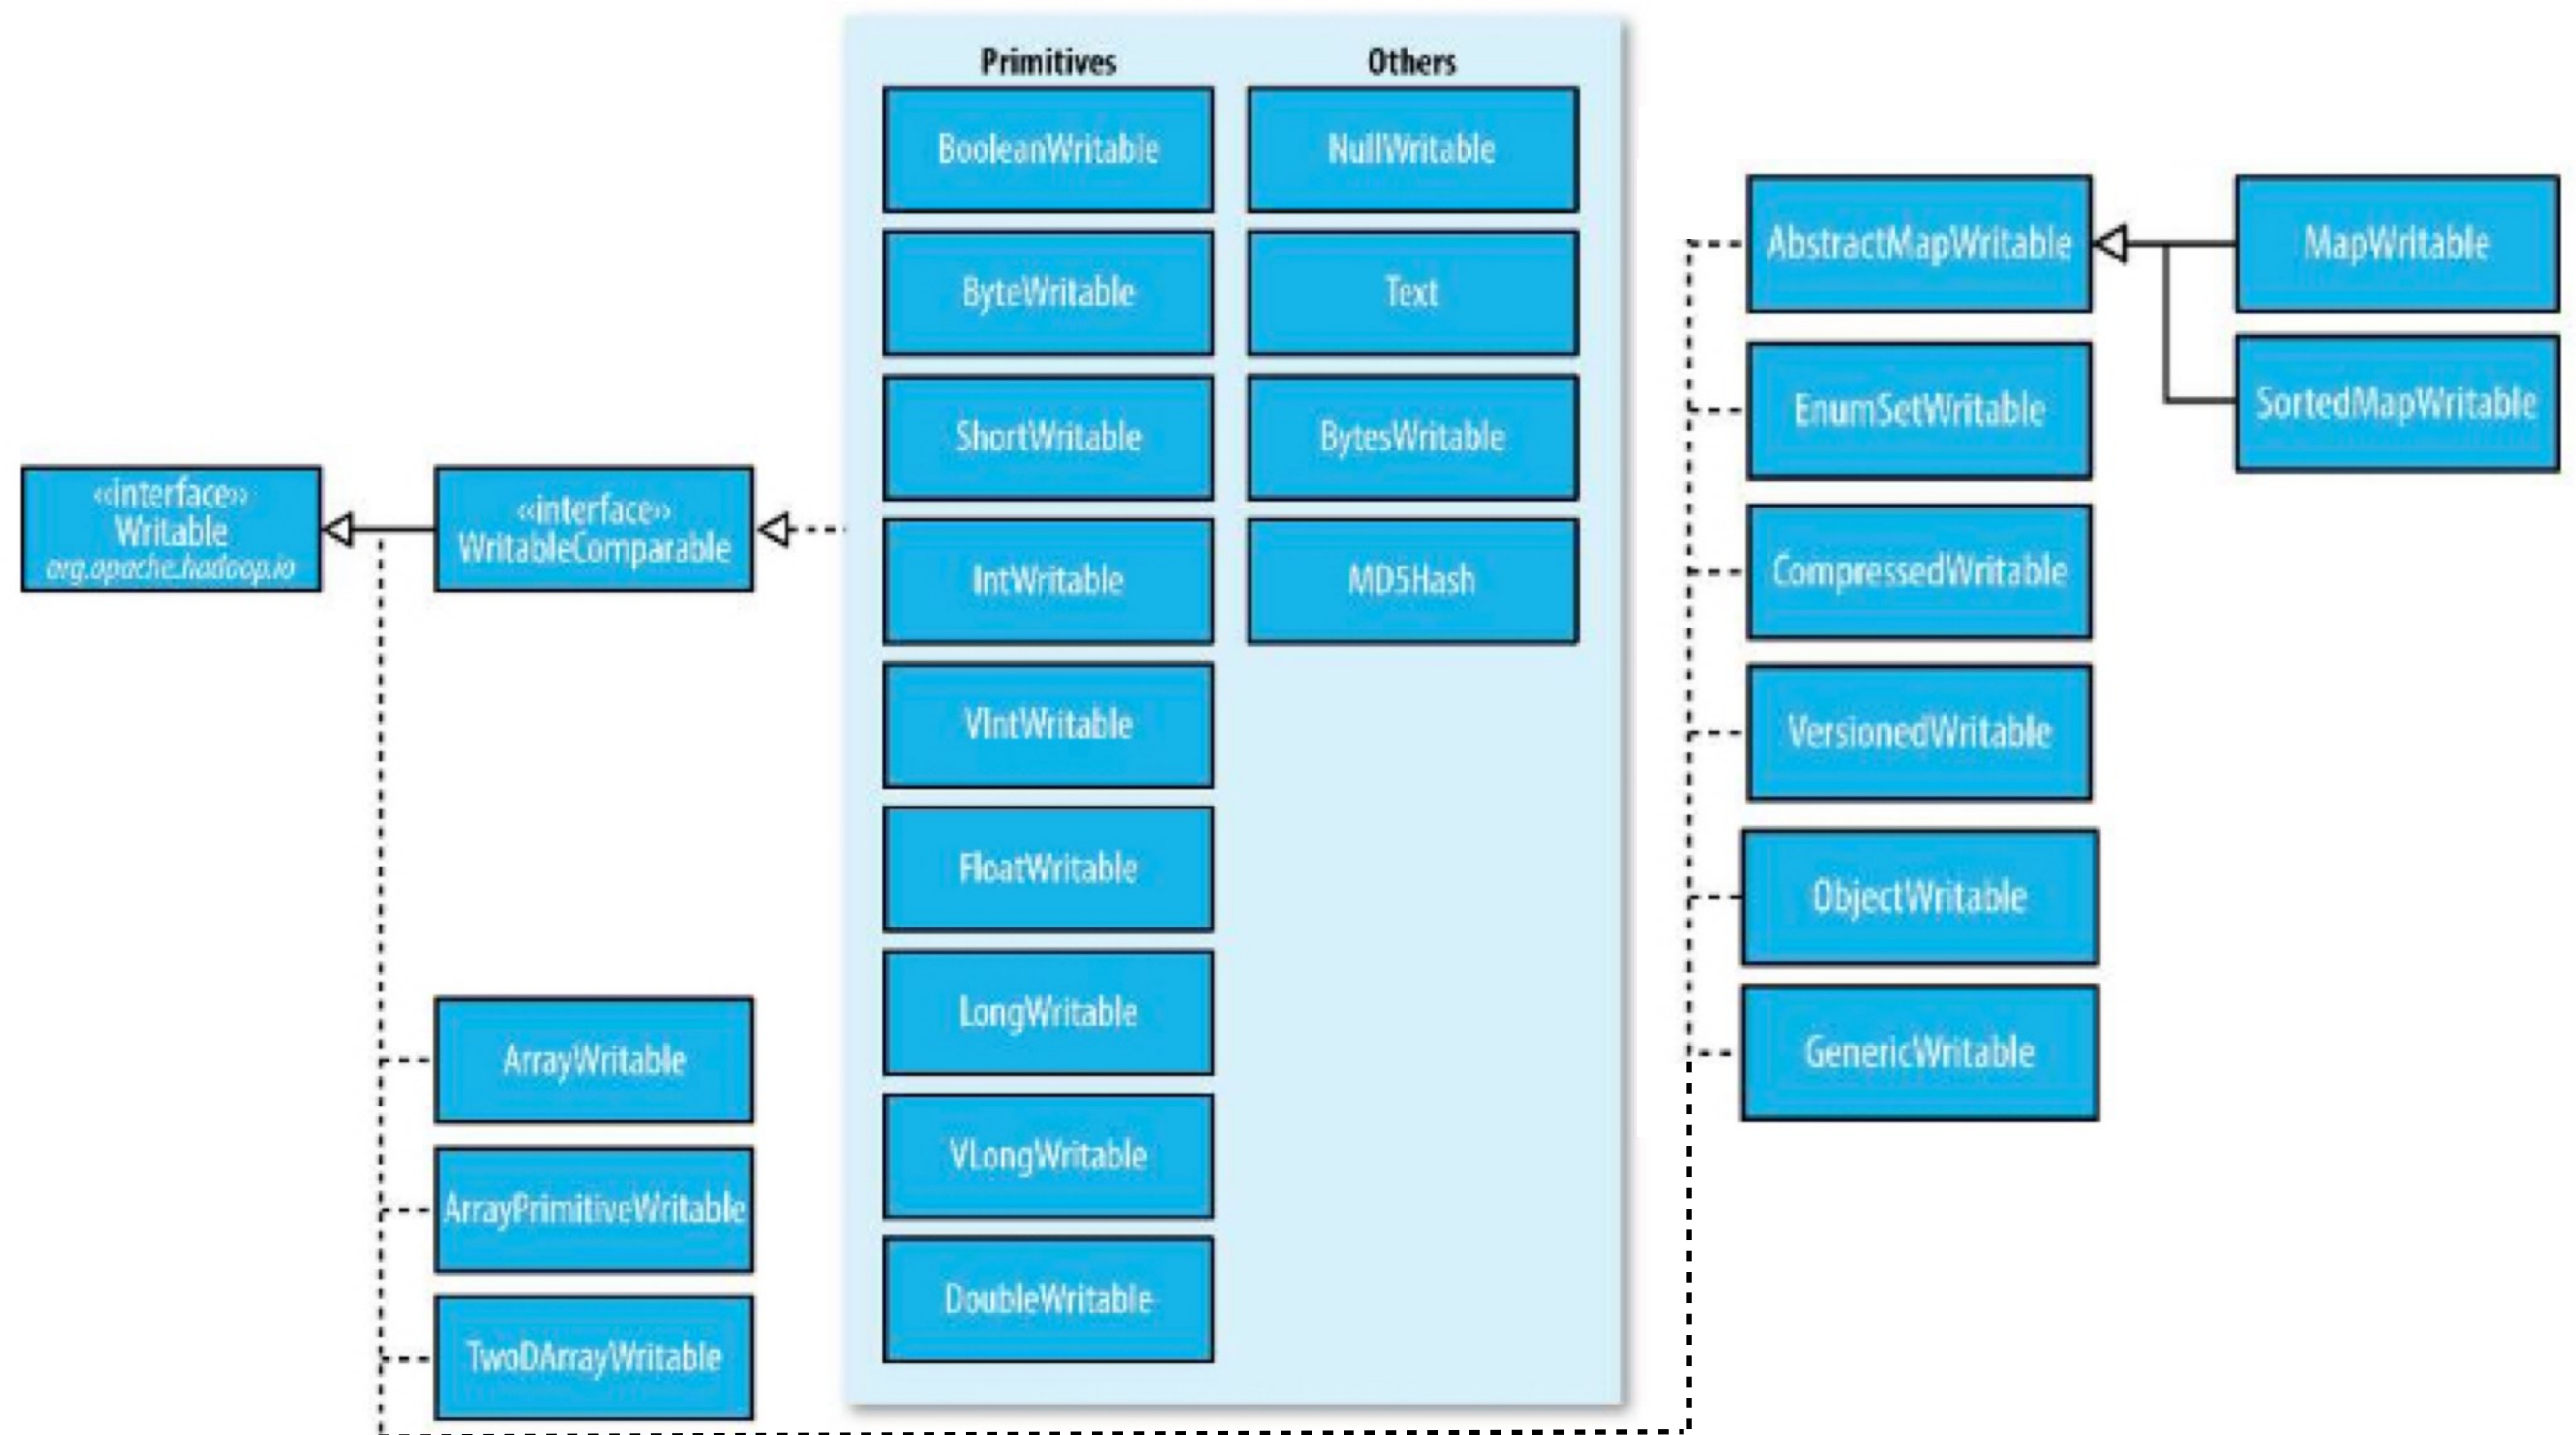 Primitives
Others
BooleanWritable
NullWritable
ByteWritable
Text
ShortWritable
BytesWritable
IntWritable
MD5Hash
VIntWritable
FloatWritable
LongWritable
VLongWritable
DoubleWritable
«interface»
Writable
org.apache.hadoop.io
«interface»
WritableComparable
ArrayWritable
ArrayPrimitiveWritable
TwoDArrayWritable
AbstractMapWritable
MapWritable
EnumSetWritable
SortedMapWritable
CompressedWritable
VersionedWritable
ObjectWritable
GenericWritable